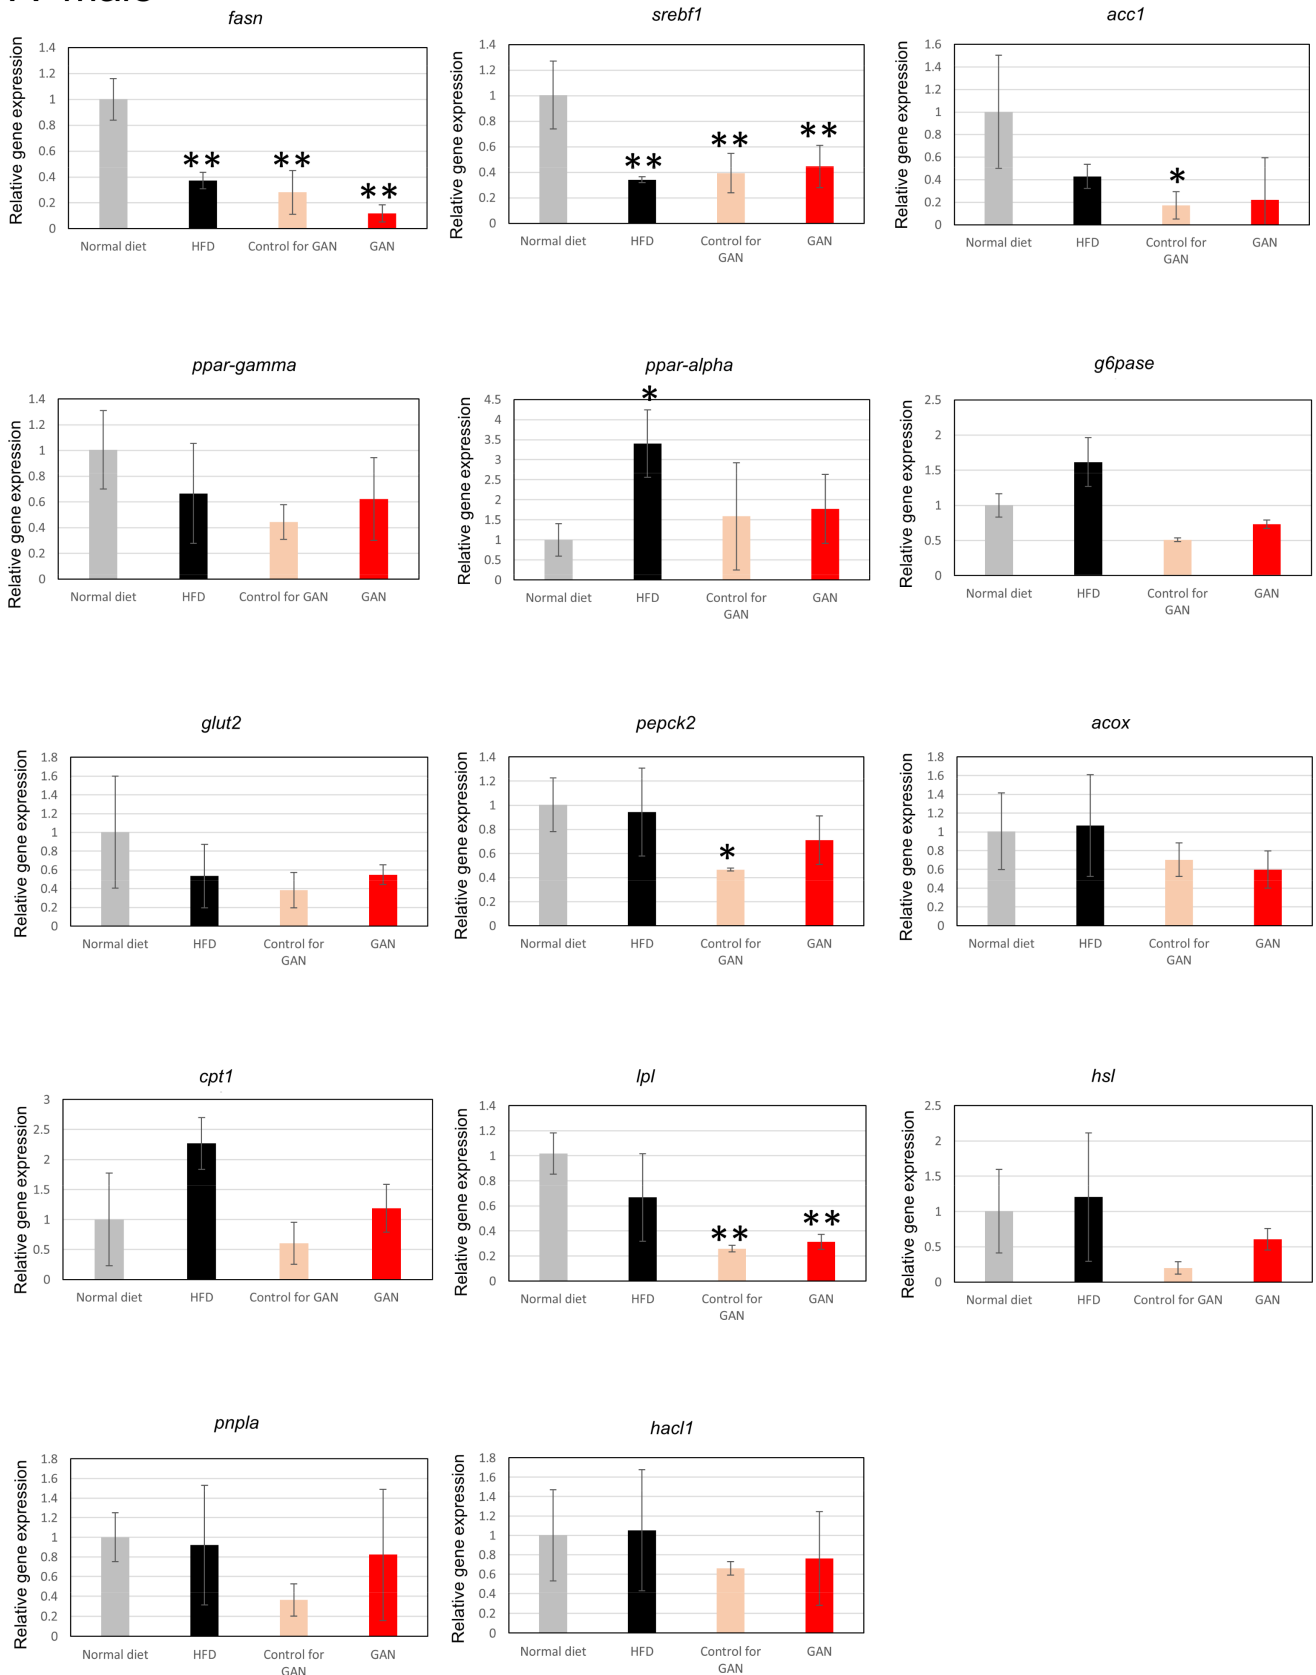 fasn
srebf1
acc1
Relative gene expression
1.4
1.2
1
0.8
0.6
0.4
0.2
0
** ** **
Normal diet HFD Control for GAN GAN
Relative gene expression
1.4
1.2
1
0.8
0.6
0.4
0.2
0
** ** **
Normal diet HFD Control for GAN
GAN
Relative gene expression
1.6
1.4
1.2
1
0.8
0.6
0.4
0.2
0
*
Normal diet HFD Control for GAN
GAN
ppar-gamma
ppar-alpha
g6pase
Relative gene expression
1.4
1.2
1
0.8
0.6
0.4
0.2
0
Normal diet HFD Control for GAN GAN
Relative gene expression
4.5
4
3.5
3
2.5
2
1.5
1
0.5
0
*
Normal diet HFD Control for GAN
GAN
Relative gene expression
2.5
2
1.5
1
0.5
0
Normal diet HFD Control for GAN
GAN
glut2
pepck2
acox
Relative gene expression
1.8
1.6
1.4
1.2
1
0.8
0.6
0.4
0.2
0
Normal diet HFD Control for GAN
GAN
Relative gene expression
1.4
1.2
1
0.8
0.6
0.4
0.2
0
*
Normal diet HFD Control for GAN
GAN
Relative gene expression
1.8
1.6
1.4
1.2
1
0.8
0.6
0.4
0.2
0
Normal diet HFD Control for GAN
GAN
cpt1
lpl
hsl
Relative gene expression
3
2.5
2
1.5
1
0.5
0
Normal diet HFD Control for GAN GAN
Relative gene expression
1.4
1.2
1
0.8
0.6
0.4
0.2
0
** **
Normal diet HFD Control for GAN
GAN
Relative gene expression
2.5
2
1.5
1
0.5
0
Normal diet HFD Control for GAN GAN
pnpla
hacl1
Relative gene expression
1.8
1.6
1.4
1.2
1
0.8
0.6
0.4
0.2
0
Normal diet HFD Control for GAN
GAN
Relative gene expression
1.8
1.6
1.4
1.2
1
0.8
0.6
0.4
0.2
0
Normal diet HFD Control for GAN
GAN